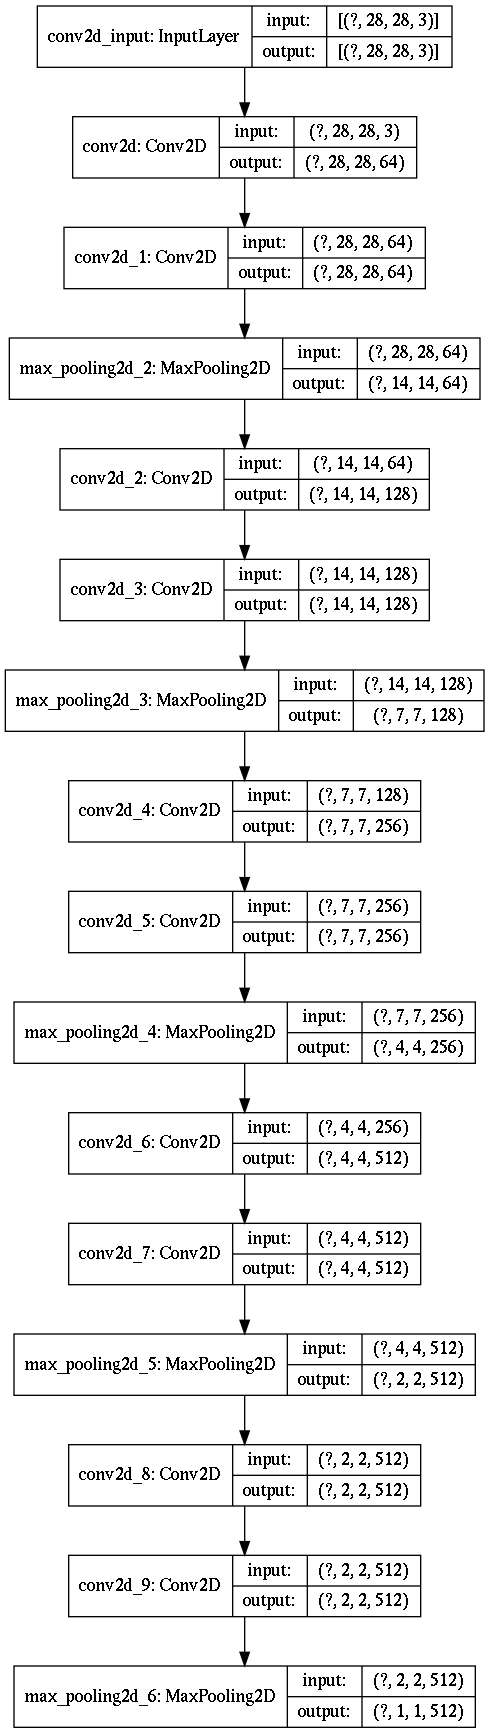 conv2d_input: InputLayer
input: [(?, 28, 28, 3)]
output: [(?, 28, 28, 3)]
conv2d: Conv2D
input: (?, 28, 28, 3)
output: (?, 28, 28, 64)
conv2d_1: Conv2D
input: (?, 28, 28, 64)
output: (?, 28, 28, 64)
max_pooling2d_2: MaxPooling2D
input: (?, 28, 28, 64)
output: (?, 14, 14, 64)
conv2d_2: Conv2D
input: (?, 14, 14, 64)
output: (?, 14, 14, 128)
conv2d_3: Conv2D
input: (?, 14, 14, 128)
output: (?, 14, 14, 128)
max_pooling2d_3: MaxPooling2D
input: (?, 14, 14, 128)
output: (?, 7, 7, 128)
conv2d_4: Conv2D
input: (?, 7, 7, 128)
output: (?, 7, 7, 256)
conv2d_5: Conv2D
input: (?, 7, 7, 256)
output: (?, 7, 7, 256)
max_pooling2d_4: MaxPooling2D
input: (?, 7, 7, 256)
output: (?, 4, 4, 256)
conv2d_6: Conv2D
input: (?, 4, 4, 256)
output: (?, 4, 4, 512)
conv2d_7: Conv2D
input: (?, 4, 4, 512)
output: (?, 4, 4, 512)
max_pooling2d_5: MaxPooling2D
input: (?, 4, 4, 512)
output: (?, 2, 2, 512)
conv2d_8: Conv2D
input: (?, 2, 2, 512)
output: (?, 2, 2, 512)
conv2d_9: Conv2D
input: (?, 2, 2, 512)
output: (?, 2, 2, 512)
max_pooling2d_6: MaxPooling2D
input: (?, 2, 2, 512)
output: (?, 1, 1, 512)